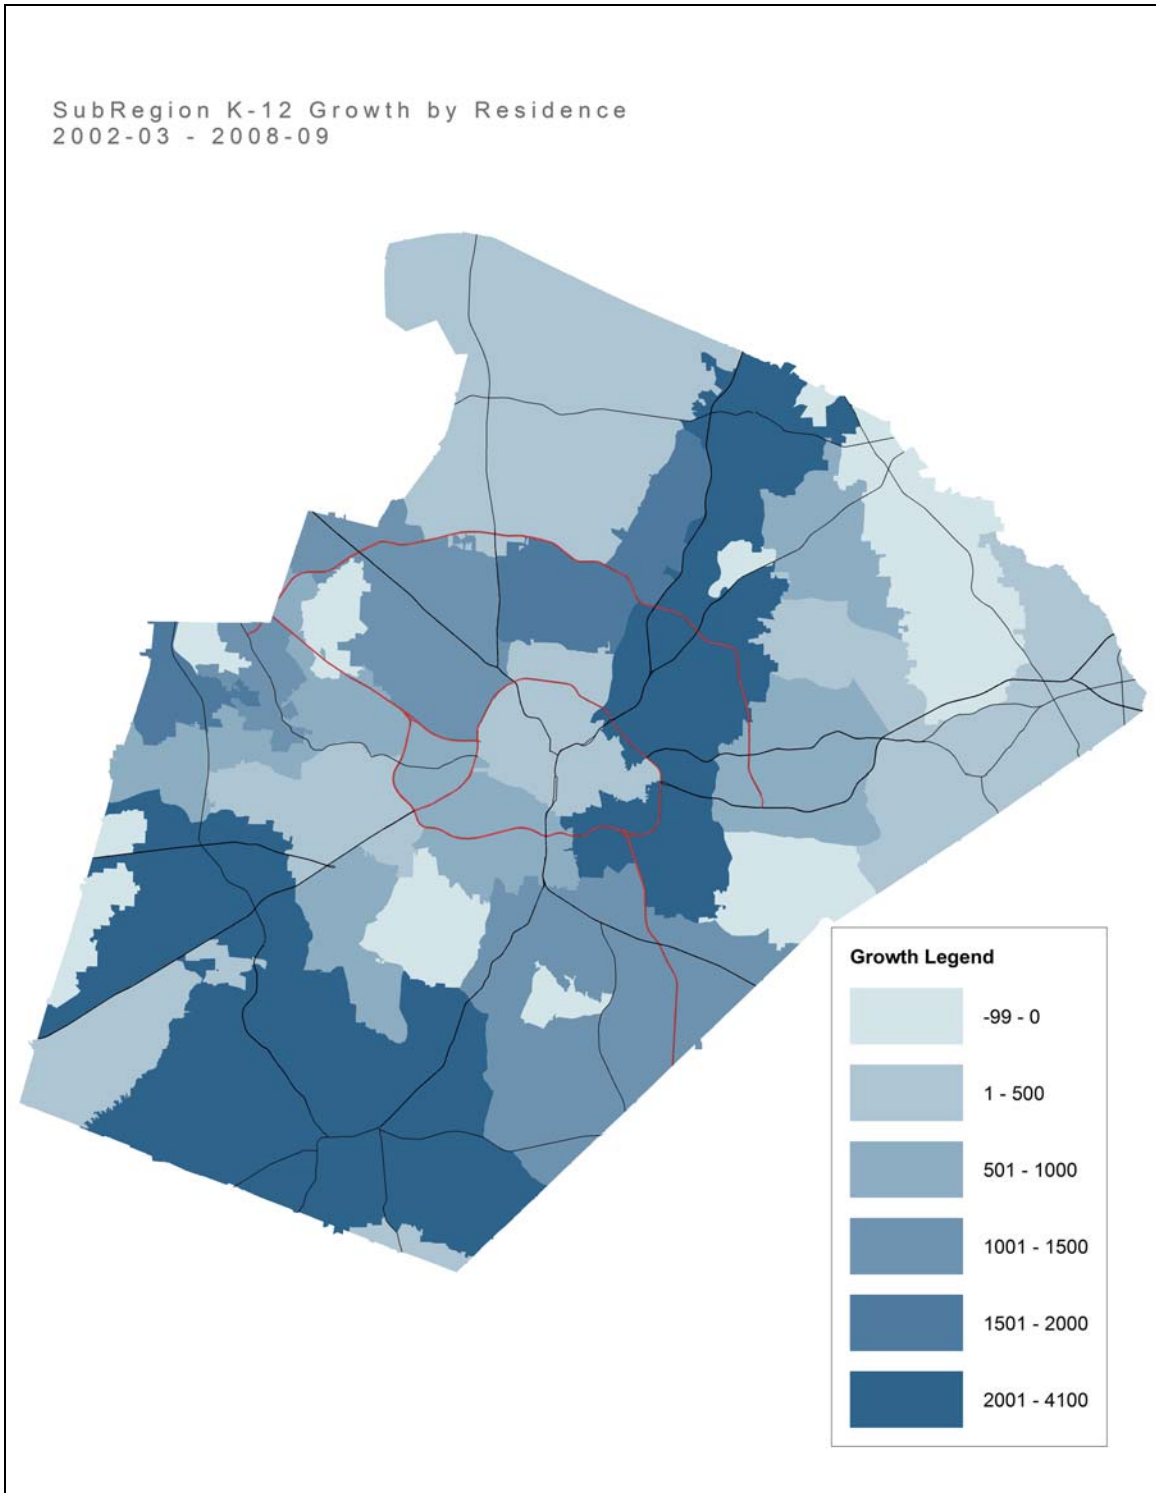 SubRegion K-12 Growth by Residence
2002-03 - 2008-09
Growth Legend
-99 - 0
1 - 500
501 - 1000
1001 - 1500
1501 - 2000
2001 - 4100